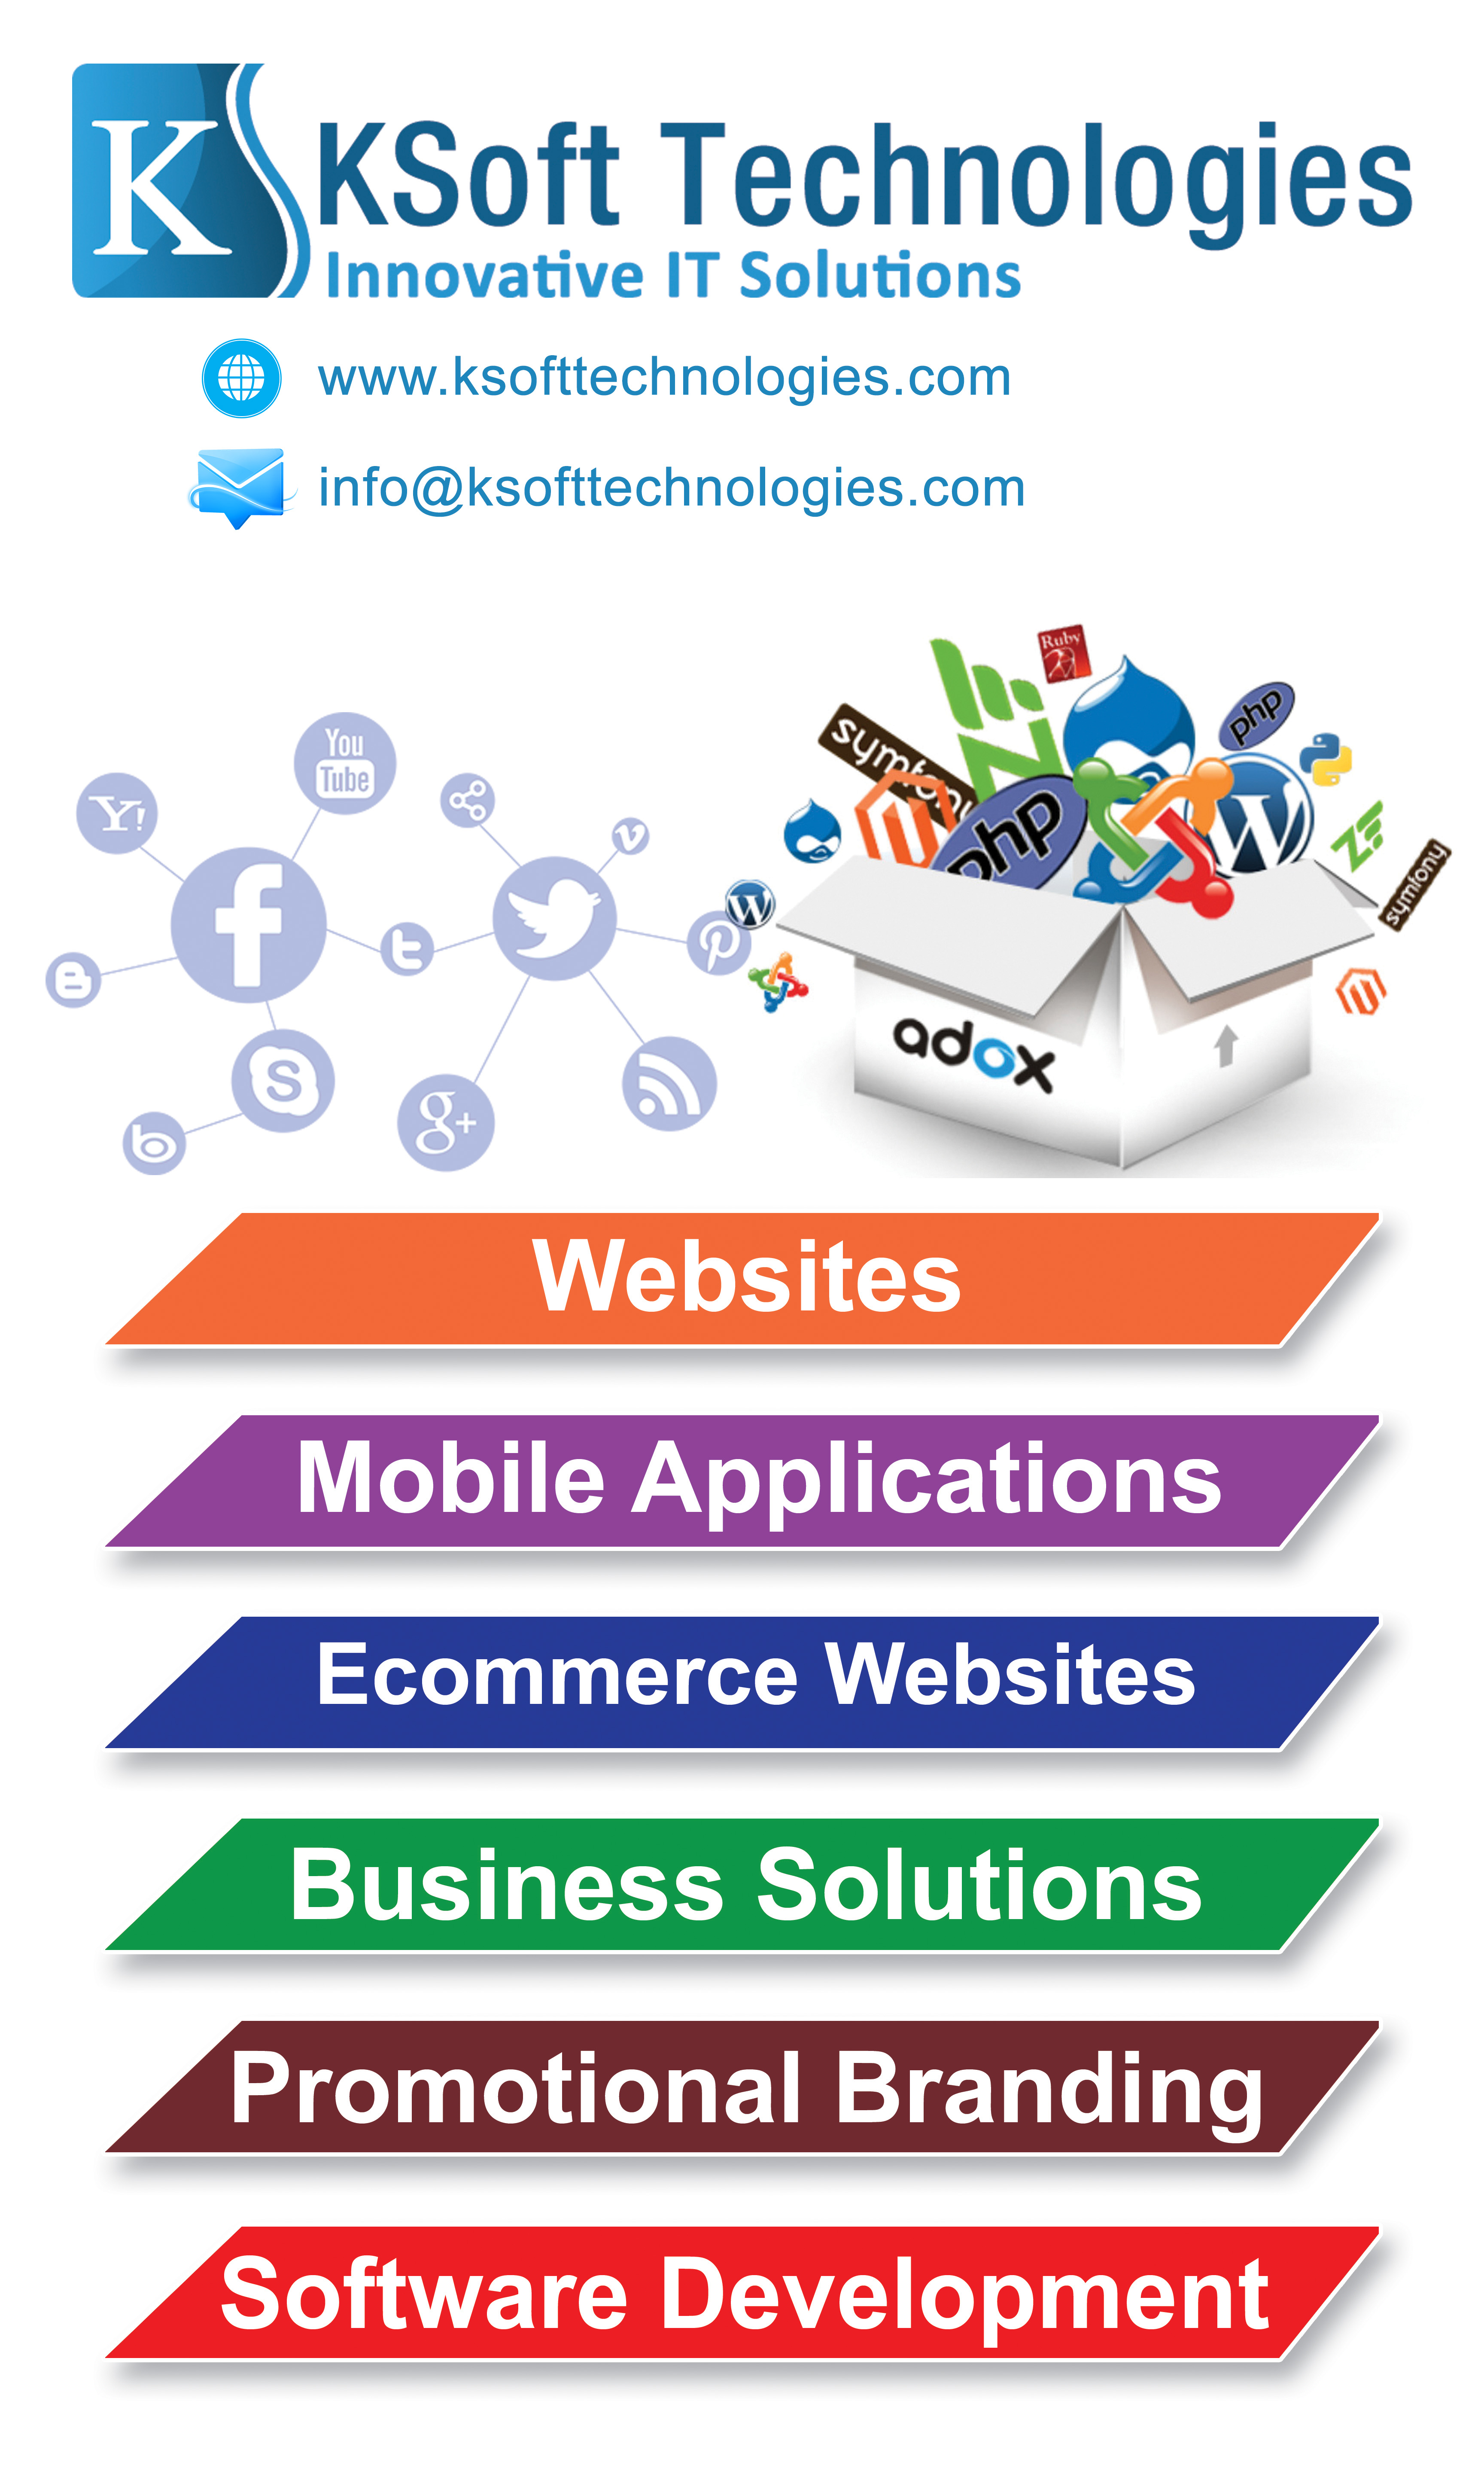 K
KSoft Technologies
Innovative IT Solutions
www.ksofttechnologies.com
info@ksofttechnologies.com
Ruby
php
symfony
You
Tube
Y!
php
W
symfony
W
g+
adox
Websites
Mobile Applications
Ecommerce Websites
Business Solutions
Promotional Branding
Software Development